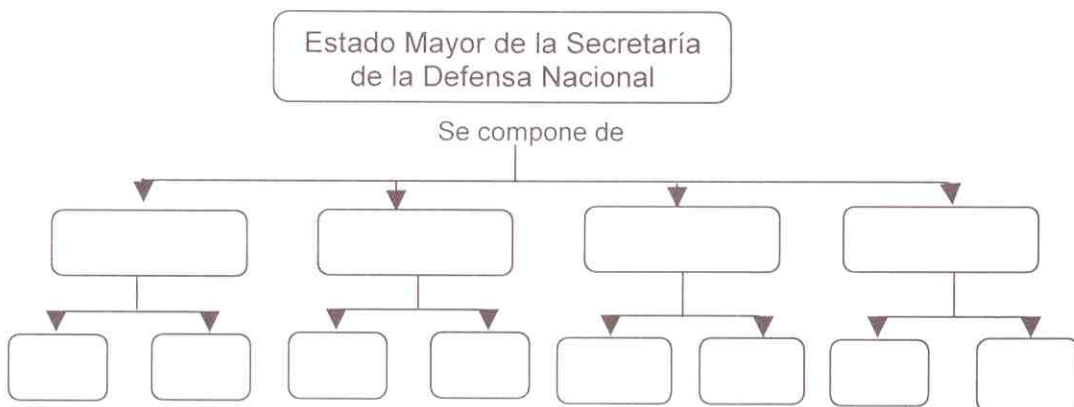 Estado Mayor de la Secretaría
de la Defensa Nacional
Se compone de